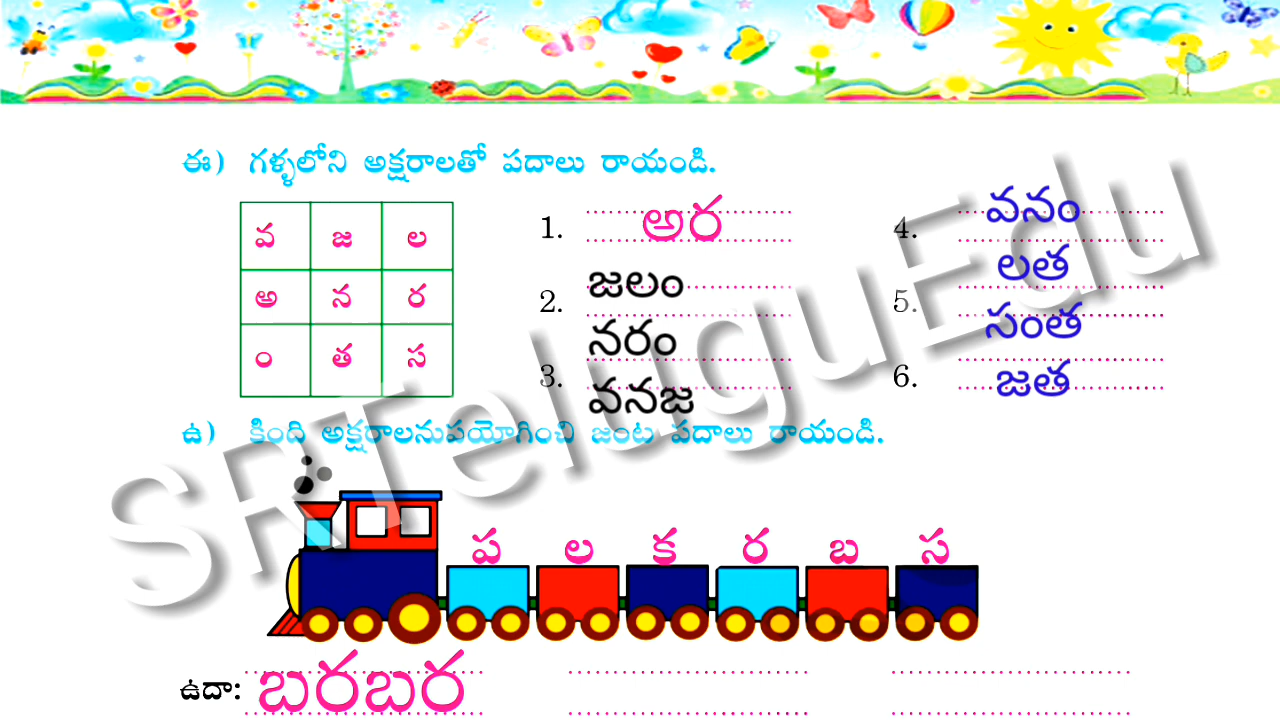 ఈ) గళ్ళలోని అక్షరాలతో పదాలు రాయండి.
వ జ ల
అ న ర
ం త స
1. అర
2. జలం
నరం
3. వనజ
4. వనం
లత
5. సంత
6. జత
ఉ) కింది అక్షరాలనుపయోగించి జంట పదాలు రాయండి.
ప ల క ర బ స
ఉదా: బరబర
SRTeluguEdu